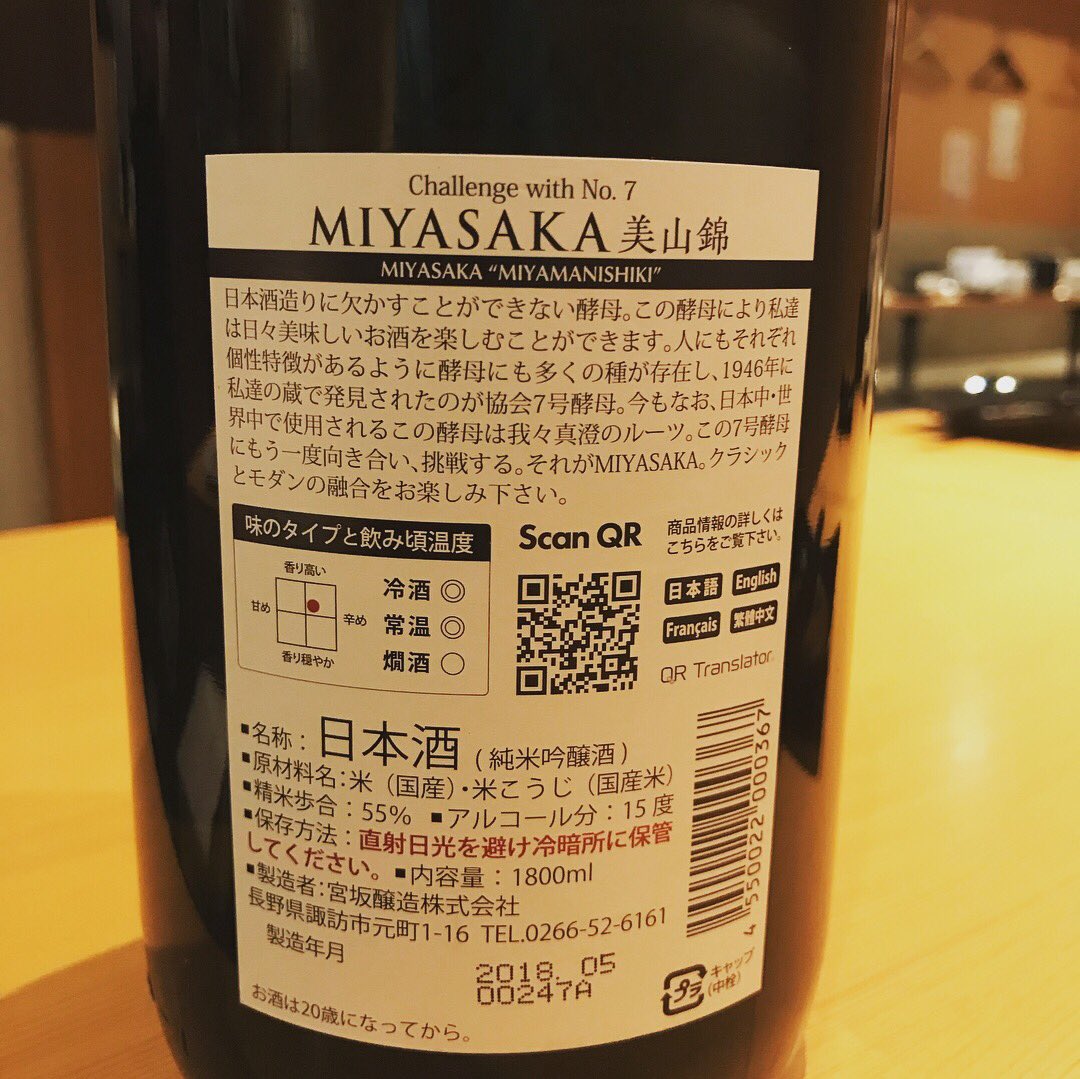 Challenge with No. 7
MIYASAKA 美山錦
MIYASAKA “MIYAMANISHIKI”
日本酒造りに欠かすことができない酵母。この酵母により私達
は日々美味しいお酒を楽しむことができます。人にもそれぞれ
個性特徴があるように酵母にも多くの種が存在し、1946年に
私達の蔵で発見されたのが協会7号酵母。今もなお、日本中・世
界中で使用されるこの酵母は我々真澄のルーツ。この7号酵母
にもう一度向き合い、挑戦する。それがMIYASAKA。クラシック
とモダンの融合をお楽しみ下さい。
味のタイプと飲み頃温度
香り高い
甘め
辛め
香り穏やか
冷酒 ◎
常温 ◎
燗酒 ○
Scan QR
商品情報の詳しくは
こちらをご覧下さい。
日本語 English
Français 繁體中文
QR Translator
■名称：日本酒（純米吟醸酒）
■原材料名：米（国産）・米こうじ（国産米）
■精米歩合：55% ■アルコール分：15度
■保存方法：直射日光を避け冷暗所に保管
してください。 ■内容量：1800ml
■製造者：宮坂醸造株式会社
長野県諏訪市元町1-16 TEL.0266-52-6161
製造年月
2018. 05
00247A
4 550022 000367
プラ
キャップ
（中栓）
お酒は20歳になってから。